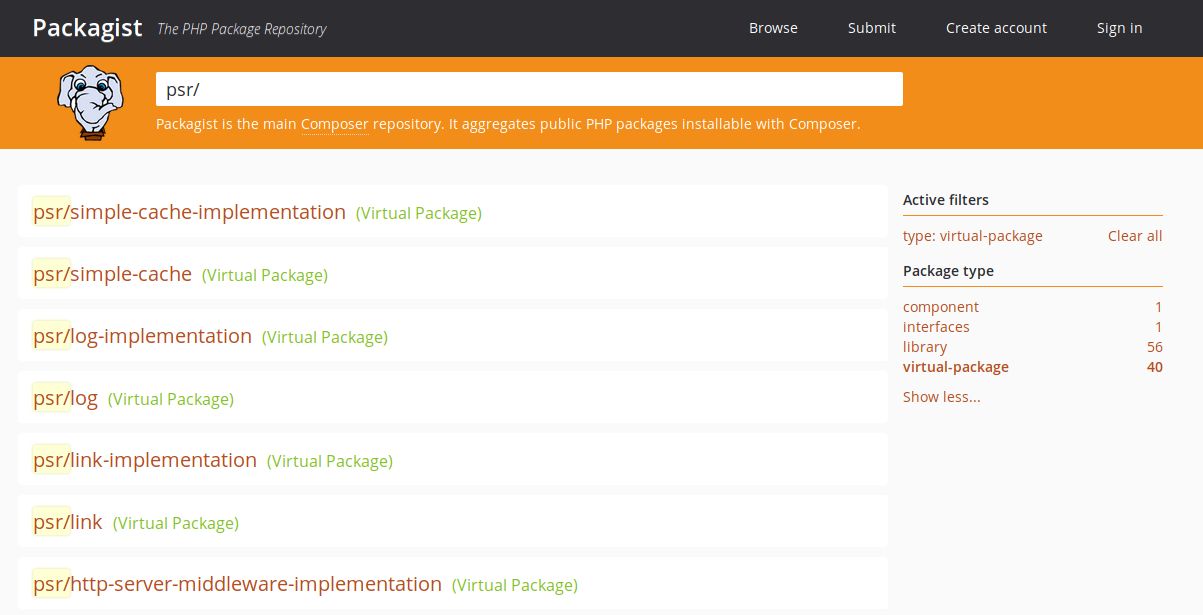 Packagist The PHP Package Repository Browse Submit Create account Sign in
psr/
Packagist is the main Composer repository. It aggregates public PHP packages installable with Composer.
psr/simple-cache-implementation (Virtual Package)
psr/simple-cache (Virtual Package)
psr/log-implementation (Virtual Package)
psr/log (Virtual Package)
psr/link-implementation (Virtual Package)
psr/link (Virtual Package)
psr/http-server-middleware-implementation (Virtual Package)
Active filters
type: virtual-package Clear all
Package type
component 1
interfaces 1
library 56
virtual-package 40
Show less...